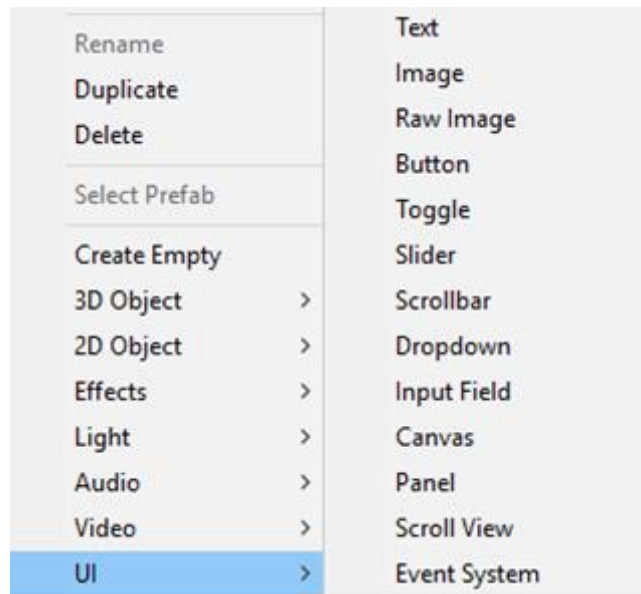 Rename
Duplicate
Delete
Select Prefab
Create Empty
3D Object
2D Object
Effects
Light
Audio
Video
UI
Text
Image
Raw Image
Button
Toggle
Slider
Scrollbar
Dropdown
Input Field
Canvas
Panel
Scroll View
Event System